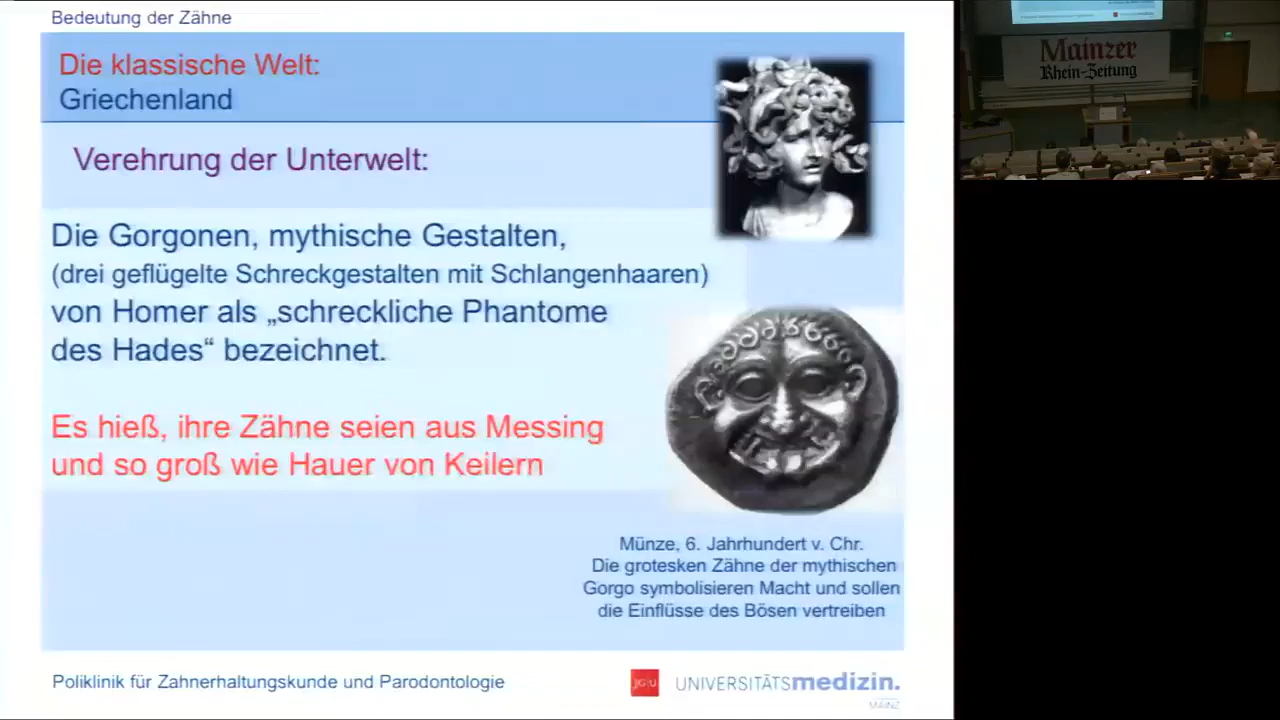 Bedeutung der Zähne
Die klassische Welt:
Griechenland
Verehrung der Unterwelt:
Die Gorgonen, mythische Gestalten,
(drei geflügelte Schreckgestalten mit Schlangenhaaren)
von Homer als „schreckliche Phantome
des Hades“ bezeichnet.
Es hieß, ihre Zähne seien aus Messing
und so groß wie Hauer von Keilern
Münze, 6. Jahrhundert v. Chr.
Die grotesken Zähne der mythischen
Gorgo symbolisieren Macht und sollen
die Einflüsse des Bösen vertreiben
Poliklinik für Zahnerhaltungskunde und Parodontologie
JG|U UNIVERSITÄTSmedizin.
MAINZ
Mainzer
Rhein-Zeitung